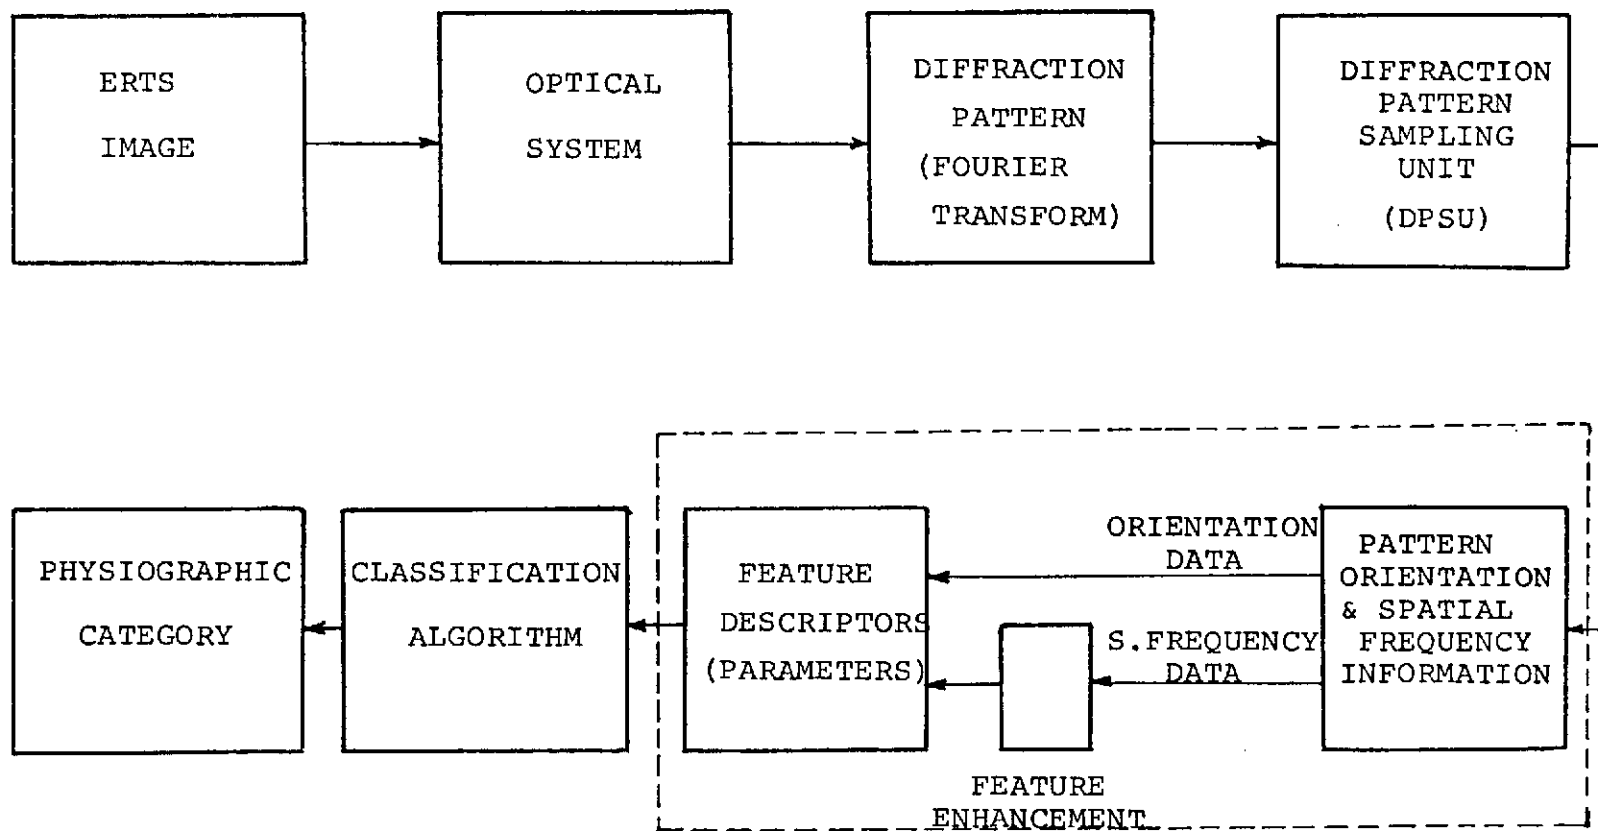 ERTS
IMAGE
OPTICAL
SYSTEM
DIFFRACTION
PATTERN
(FOURIER
TRANSFORM)
DIFFRACTION
PATTERN
SAMPLING
UNIT
(DPSU)
PHYSIOGRAPHIC
CATEGORY
CLASSIFICATION
ALGORITHM
FEATURE
DESCRIPTORS
(PARAMETERS)
ORIENTATION
DATA
S.FREQUENCY
DATA
FEATURE
ENHANCEMENT
PATTERN
ORIENTATION
& SPATIAL
FREQUENCY
INFORMATION